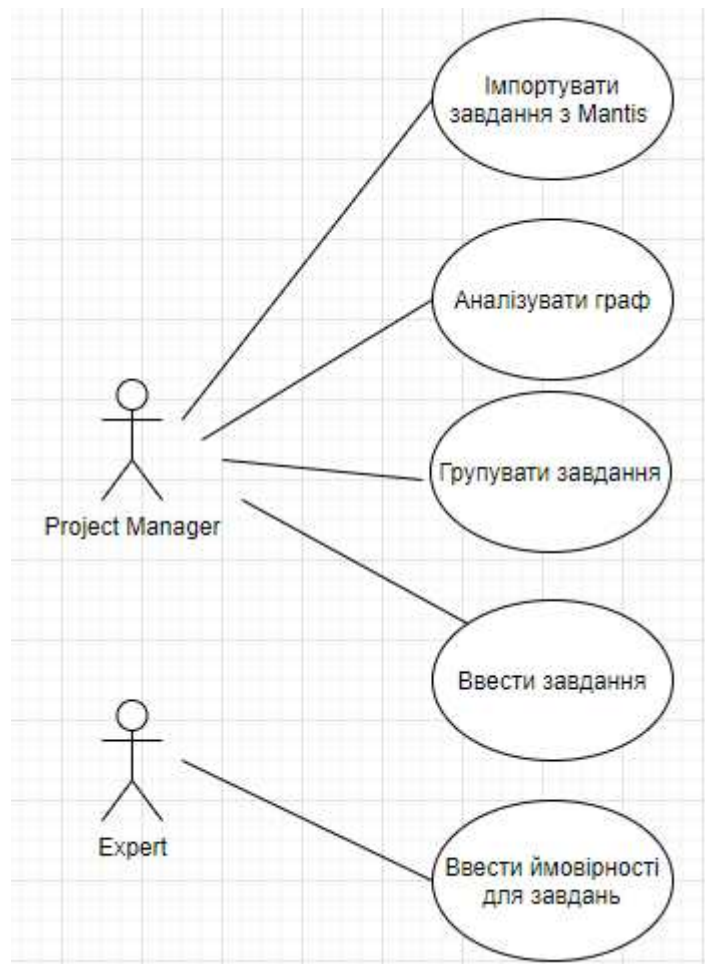 Імпортувати
завдання з Mantis
Аналізувати граф
Групувати завдання
Project Manager
Ввести завдання
Expert
Ввести ймовірності
для завдань